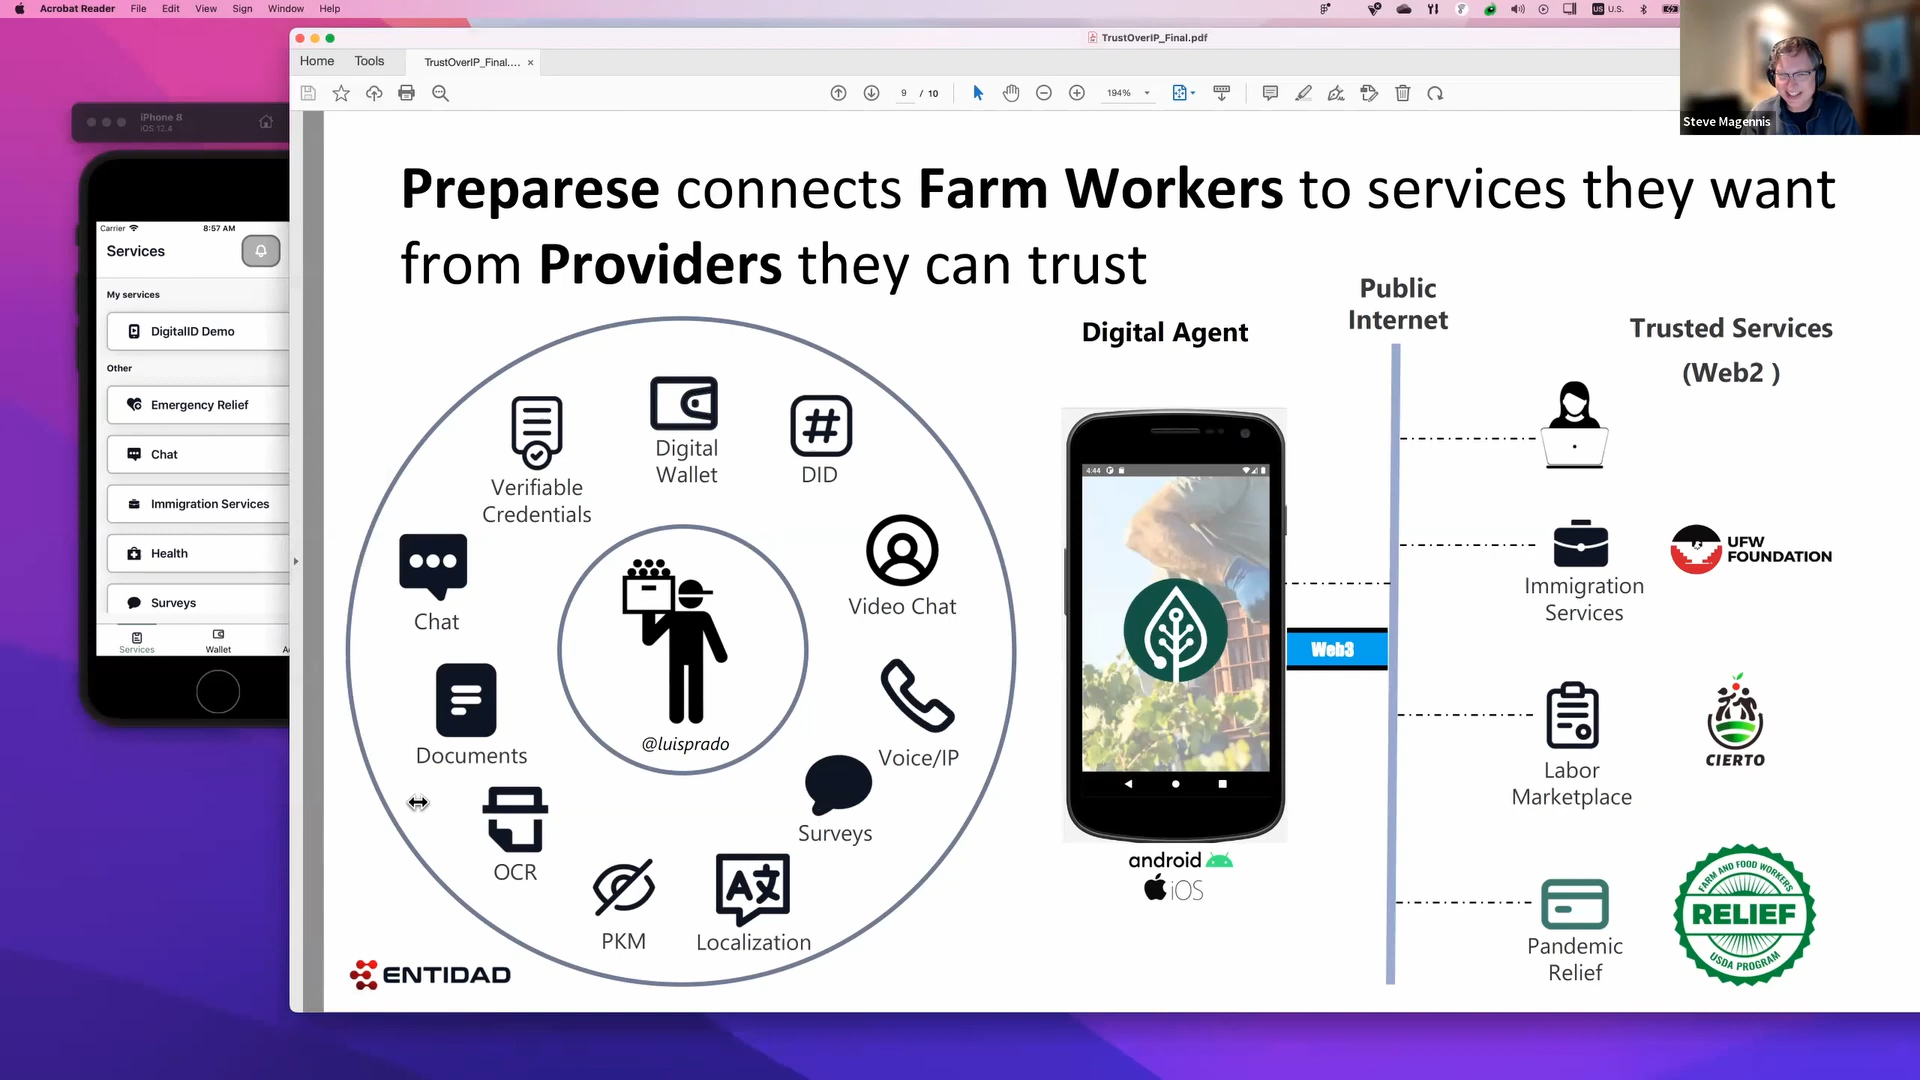 Acrobat Reader File Edit View Sign Window Help
US U.S.
TrustOverIP_Final.pdf
Home Tools TrustOverIP_Final.... ×
9 / 10
194%
Steve Magennis
iPhone 8
iOS 12.4
Carrier 8:57 AM
Services
My services
DigitalID Demo
Other
Emergency Relief
Chat
Immigration Services
Health
Surveys
Services
Wallet
Preparese connects Farm Workers to services they want
from Providers they can trust
Verifiable
Credentials
Digital
Wallet
#
DID
Chat
Video Chat
Documents
@luisprado
Voice/IP
Surveys
OCR
PKM
Localization
ENTIDAD
Digital Agent
4:44
android
iOS
Web3
Public
Internet
Trusted Services
(Web2 )
Immigration
Services
UFW
FOUNDATION
Labor
Marketplace
CIERTO
Pandemic
Relief
FARM AND FOOD WORKERS
RELIEF
USDA PROGRAM